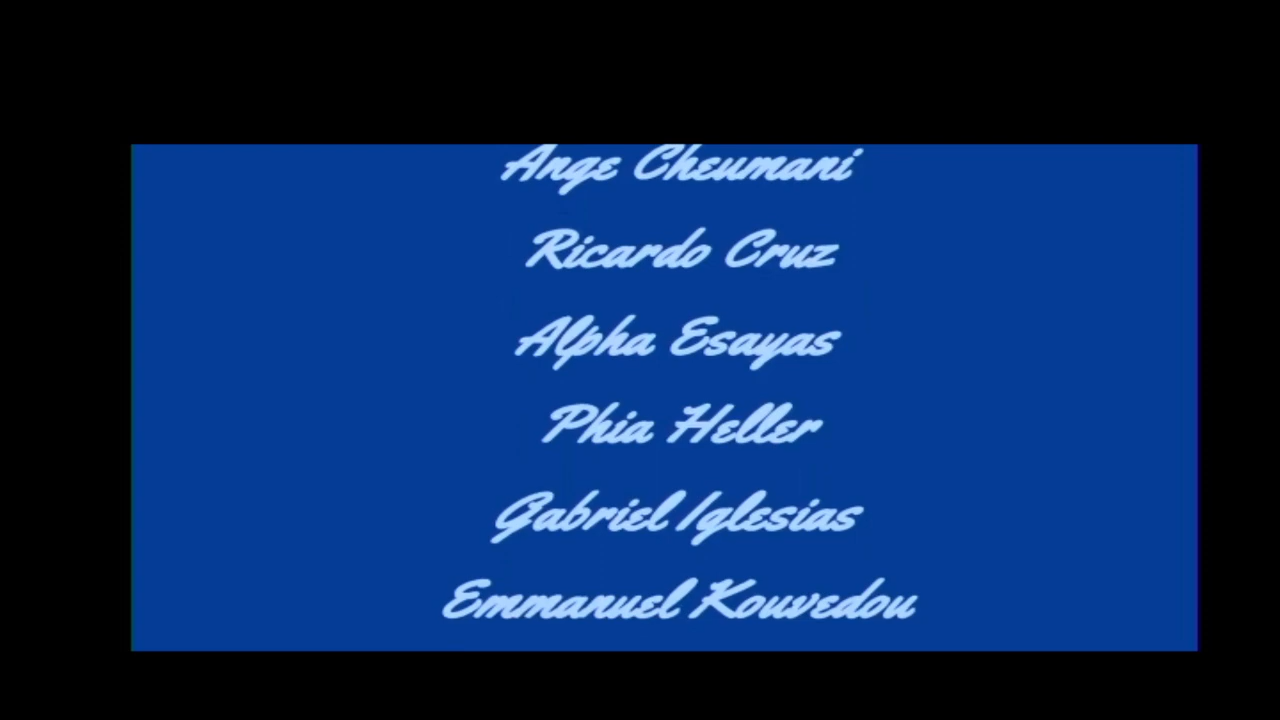 Ange Cheumani
Ricardo Cruz
Alpha Esayas
Phia Heller
Gabriel Iglesias
Emmanuel Kouvedou